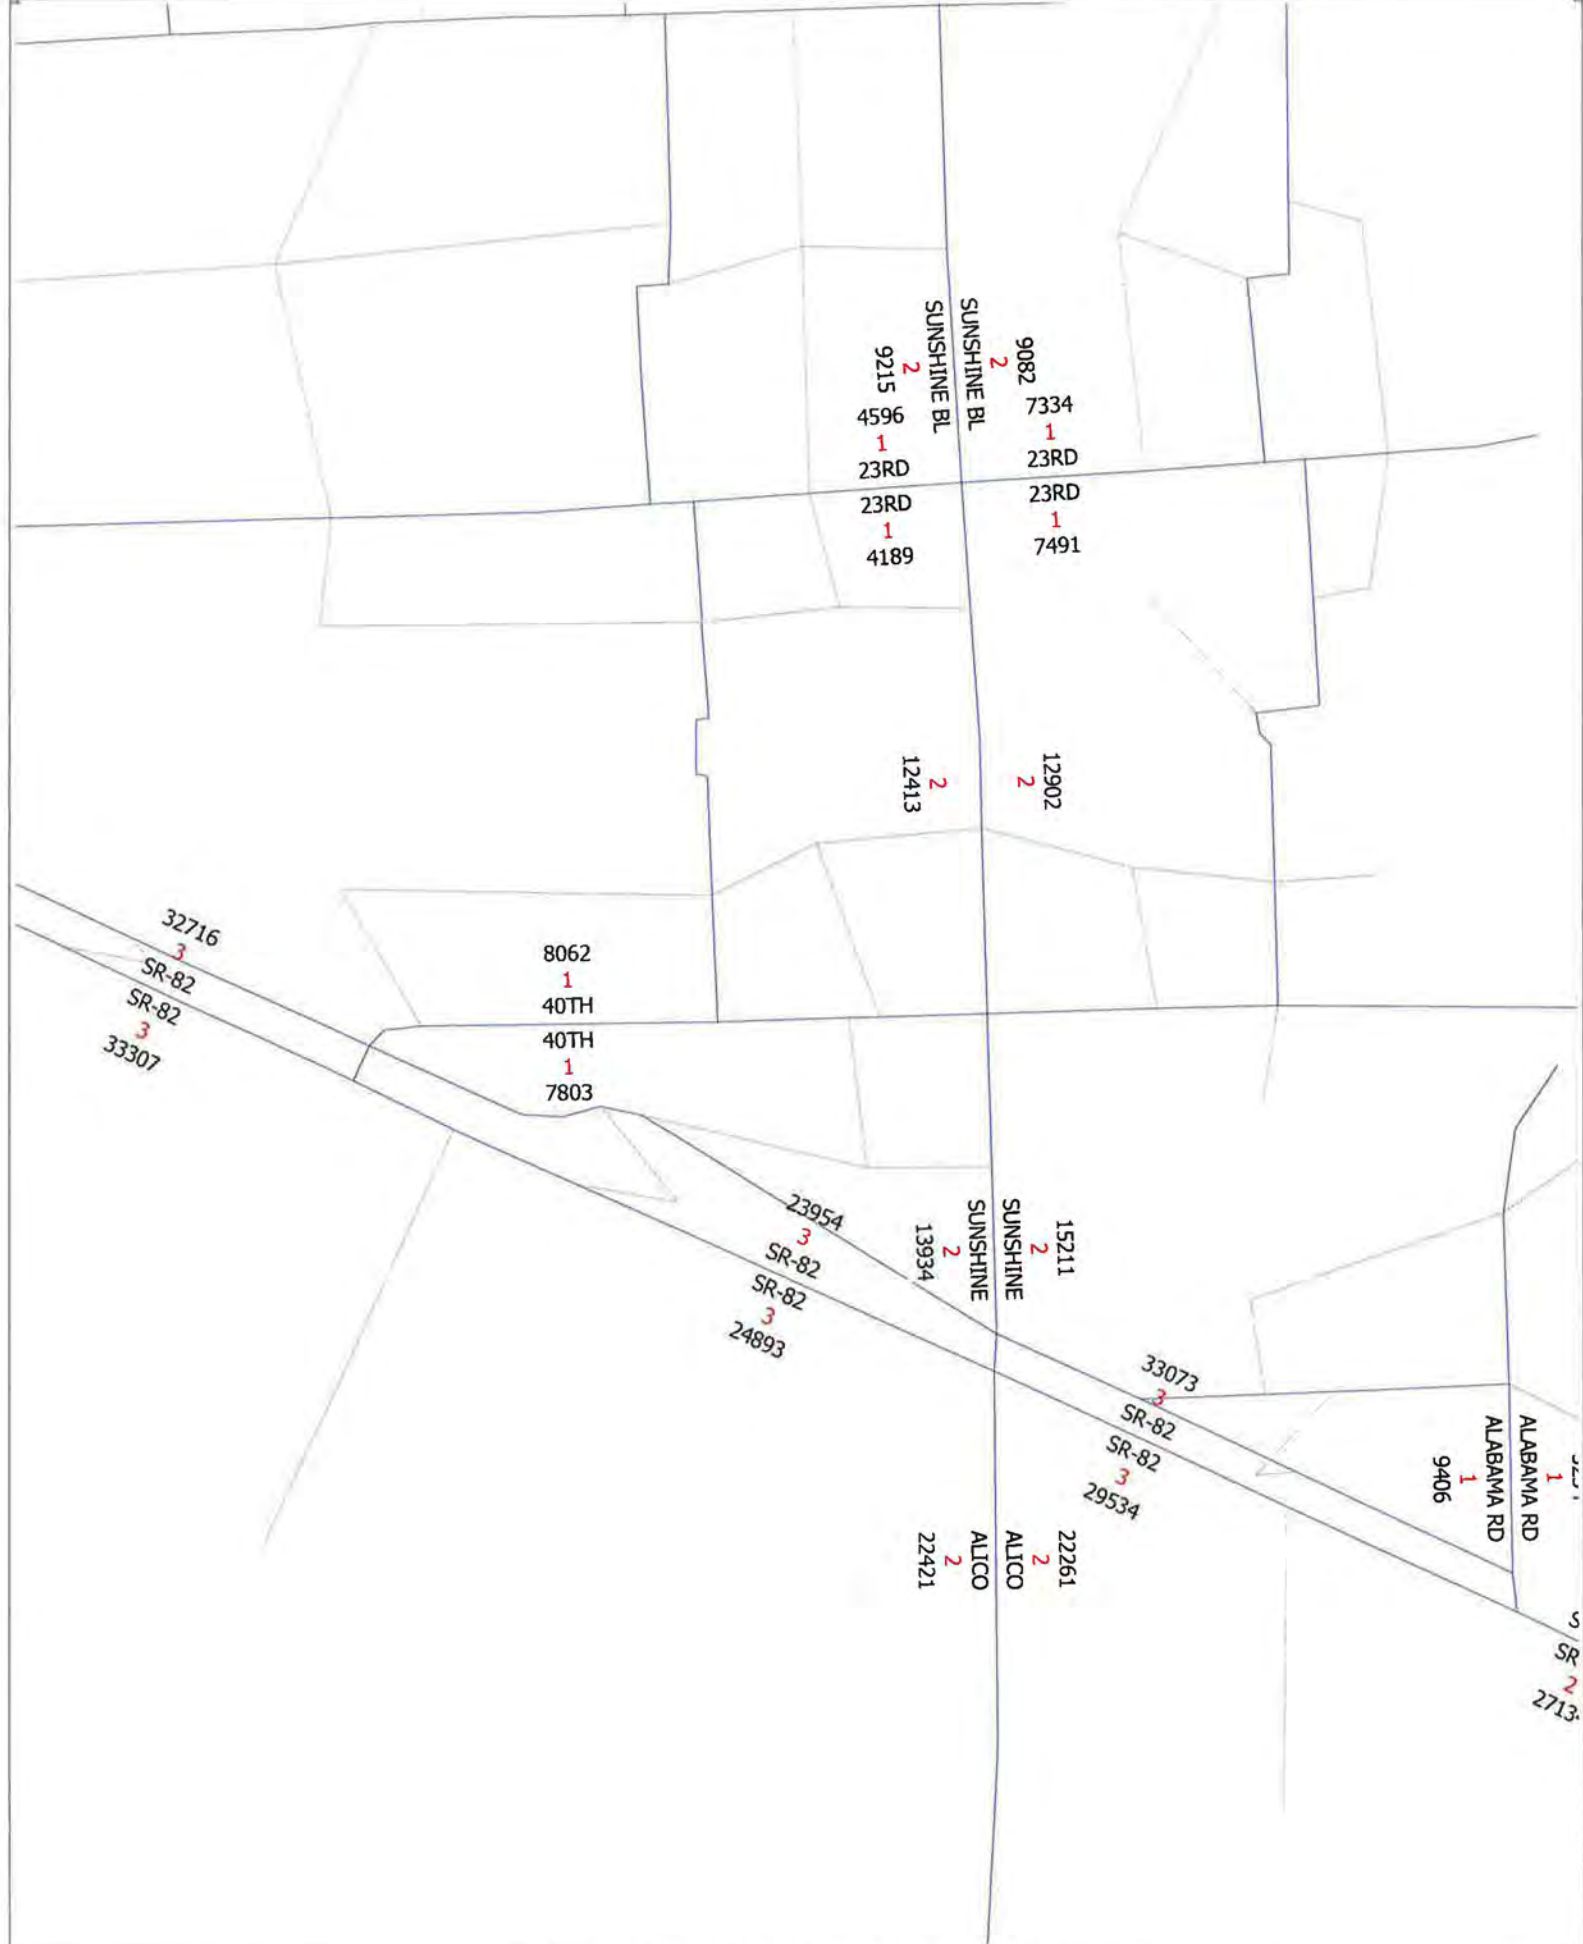 SUNSHINE BL
2
9082
SUNSHINE BL
2
9215
4596
1
23RD
7334
1
23RD
23RD
1
4189
23RD
1
7491
12902
2
2
12413
32716
3
SR-82
SR-82
3
33307
8062
1
40TH
40TH
1
7803
23954
3
SR-82
SR-82
3
24893
15211
2
SUNSHINE
SUNSHINE
2
13934
33073
3
SR-82
SR-82
3
29534
1
ALABAMA RD
ALABAMA RD
1
9406
22261
2
ALICO
ALICO
2
22421
S
SR
2
2713